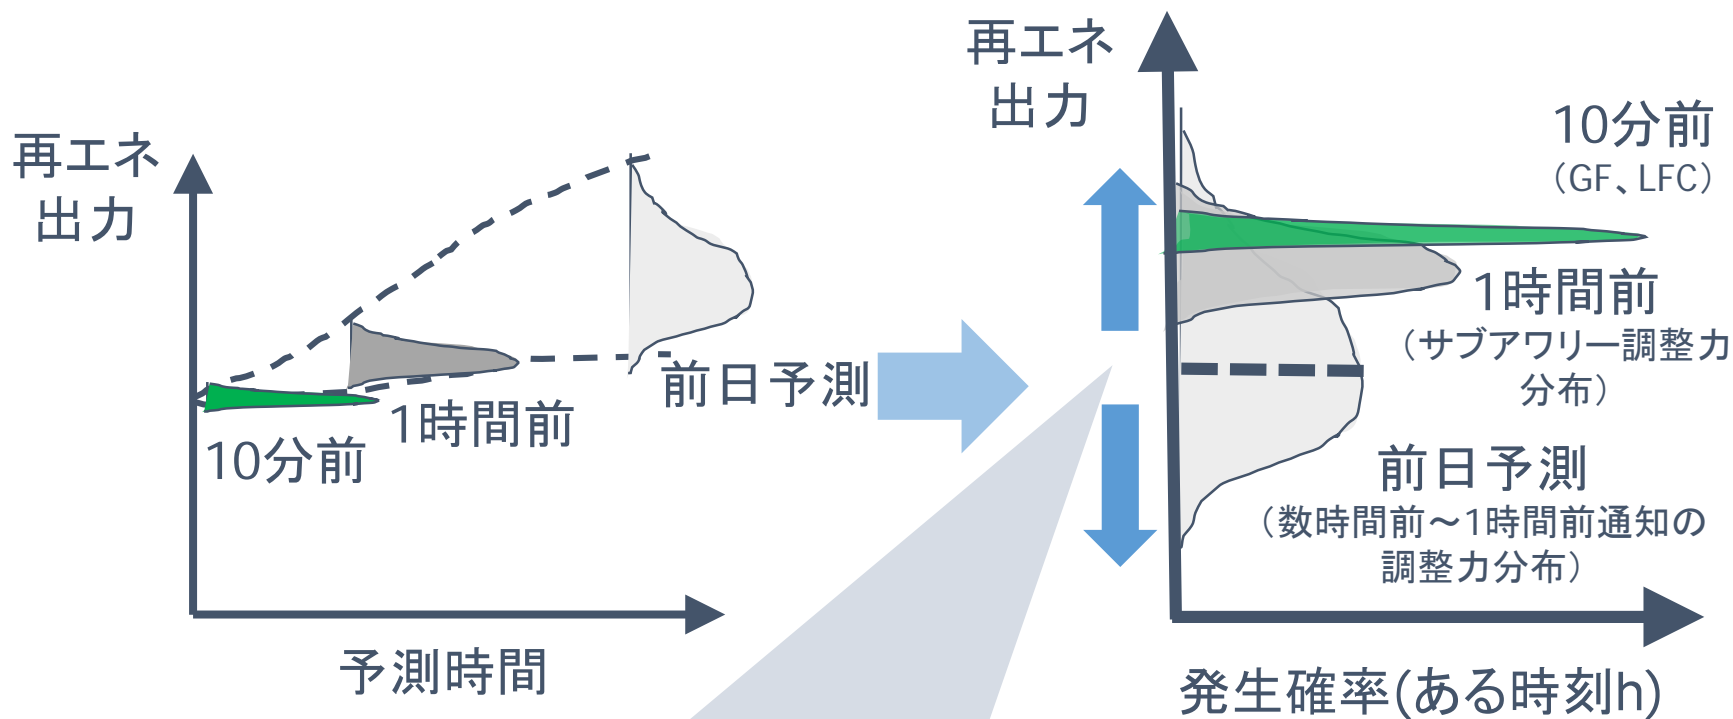 再エネ
出力
10分前
1時間前
前日予測
予測時間
再エネ
出力
10分前
（GF、LFC）
1時間前
（サブアワリー調整力
分布）
前日予測
（数時間前～1時間前通知の
調整力分布）
発生確率(ある時刻h)